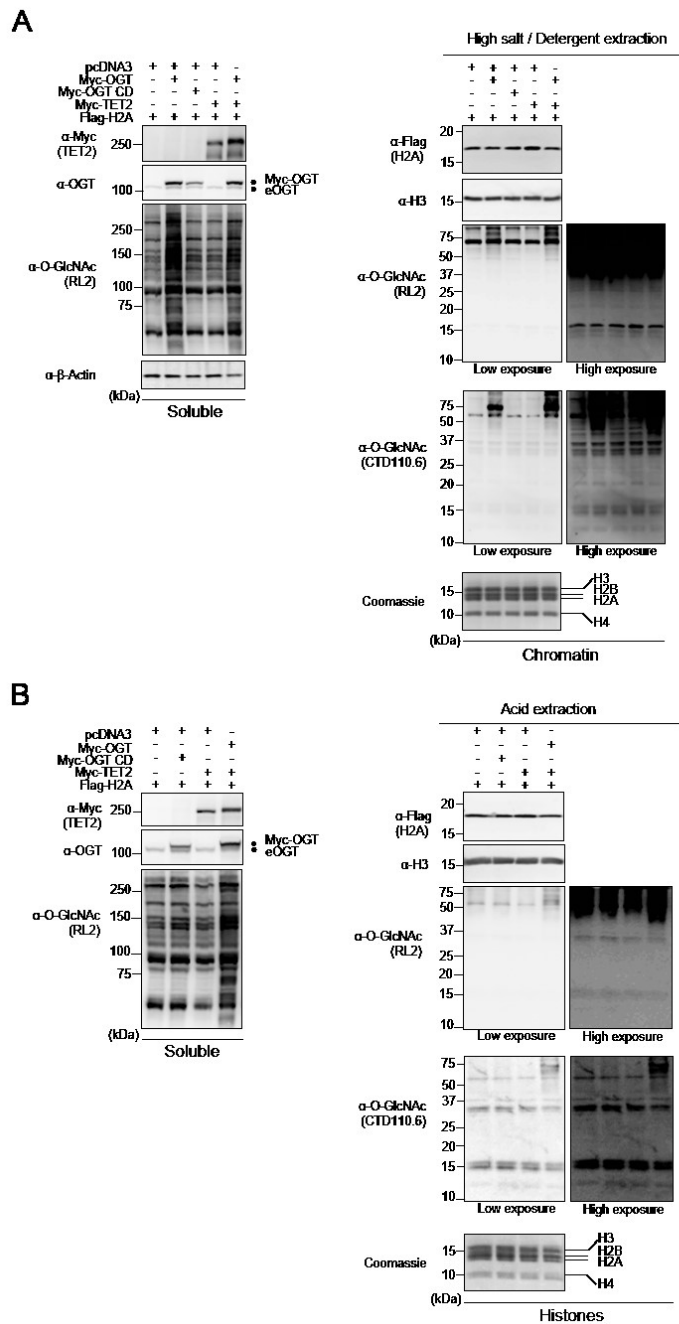 A
pcDNA3 + + + + -
Myc-OGT - + - - +
Myc-OGT CD - - + - -
Myc-TET2 - - - + +
Flag-H2A + + + + +
α-Myc
(TET2)
250
α-OGT
100
Myc-OGT
eOGT
α-O-GlcNAc
(RL2)
250
150
100
75
α-β-Actin
(kDa)
Soluble
High salt / Detergent extraction
+ + + + -
- + - - +
- - + - -
- - - + +
+ + + + +
α-Flag
(H2A)
20
15
α-H3
15
α-O-GlcNAc
(RL2)
75
50
37
25
20
15
10
Low exposure
High exposure
α-O-GlcNAc
(CTD110.6)
75
50
37
25
20
15
10
Low exposure
High exposure
Coomassie
15
10
H3
H2B
H2A
H4
(kDa)
Chromatin
B
pcDNA3 + + + -
Myc-OGT - - - +
Myc-OGT CD - + - -
Myc-TET2 - - + +
Flag-H2A + + + +
α-Myc
(TET2)
250
α-OGT
100
Myc-OGT
eOGT
α-O-GlcNAc
(RL2)
250
150
100
75
(kDa)
Soluble
Acid extraction
+ + + -
- - - +
- + - -
- - + +
+ + + +
α-Flag
(H2A)
20
15
α-H3
15
α-O-GlcNAc
(RL2)
75
50
37
25
20
15
10
Low exposure
High exposure
α-O-GlcNAc
(CTD110.6)
75
50
37
25
20
15
10
Low exposure
High exposure
Coomassie
15
10
H3
H2B
H2A
H4
(kDa)
Histones